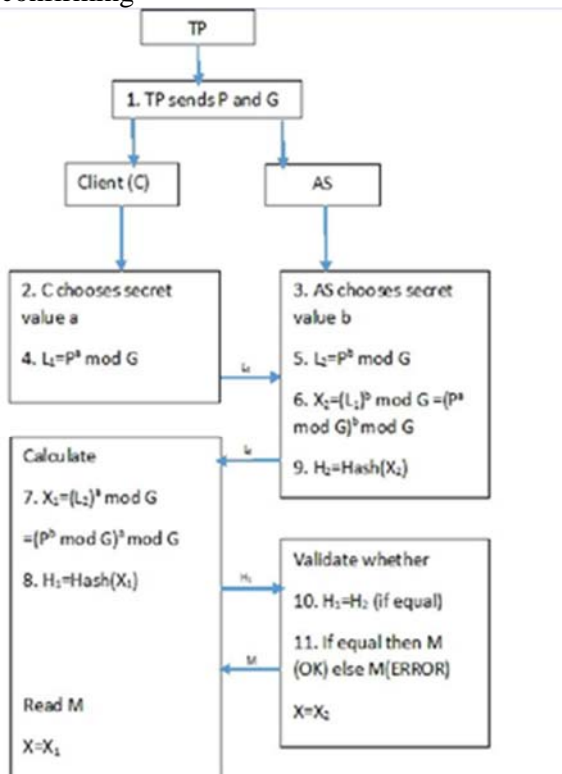 TP
1. TP sends P and G
Client (C)
AS
2. C chooses secret
value a
4. L₁=Pᵃ mod G
3. AS chooses secret
value b
5. L₂=Pᵇ mod G
6. X₂=(L₁)ᵇ mod G =(Pᵃ
mod G)ᵇ mod G
9. H₂=Hash(X₂)
Calculate
7. X₁=(L₂)ᵃ mod G
=(Pᵇ mod G)ᵃ mod G
8. H₁=Hash(X₁)
H₁
Validate whether
10. H₁=H₂ (if equal)
11. If equal then M
(OK) else M(ERROR)
X=X₂
M
Read M
X=X₁